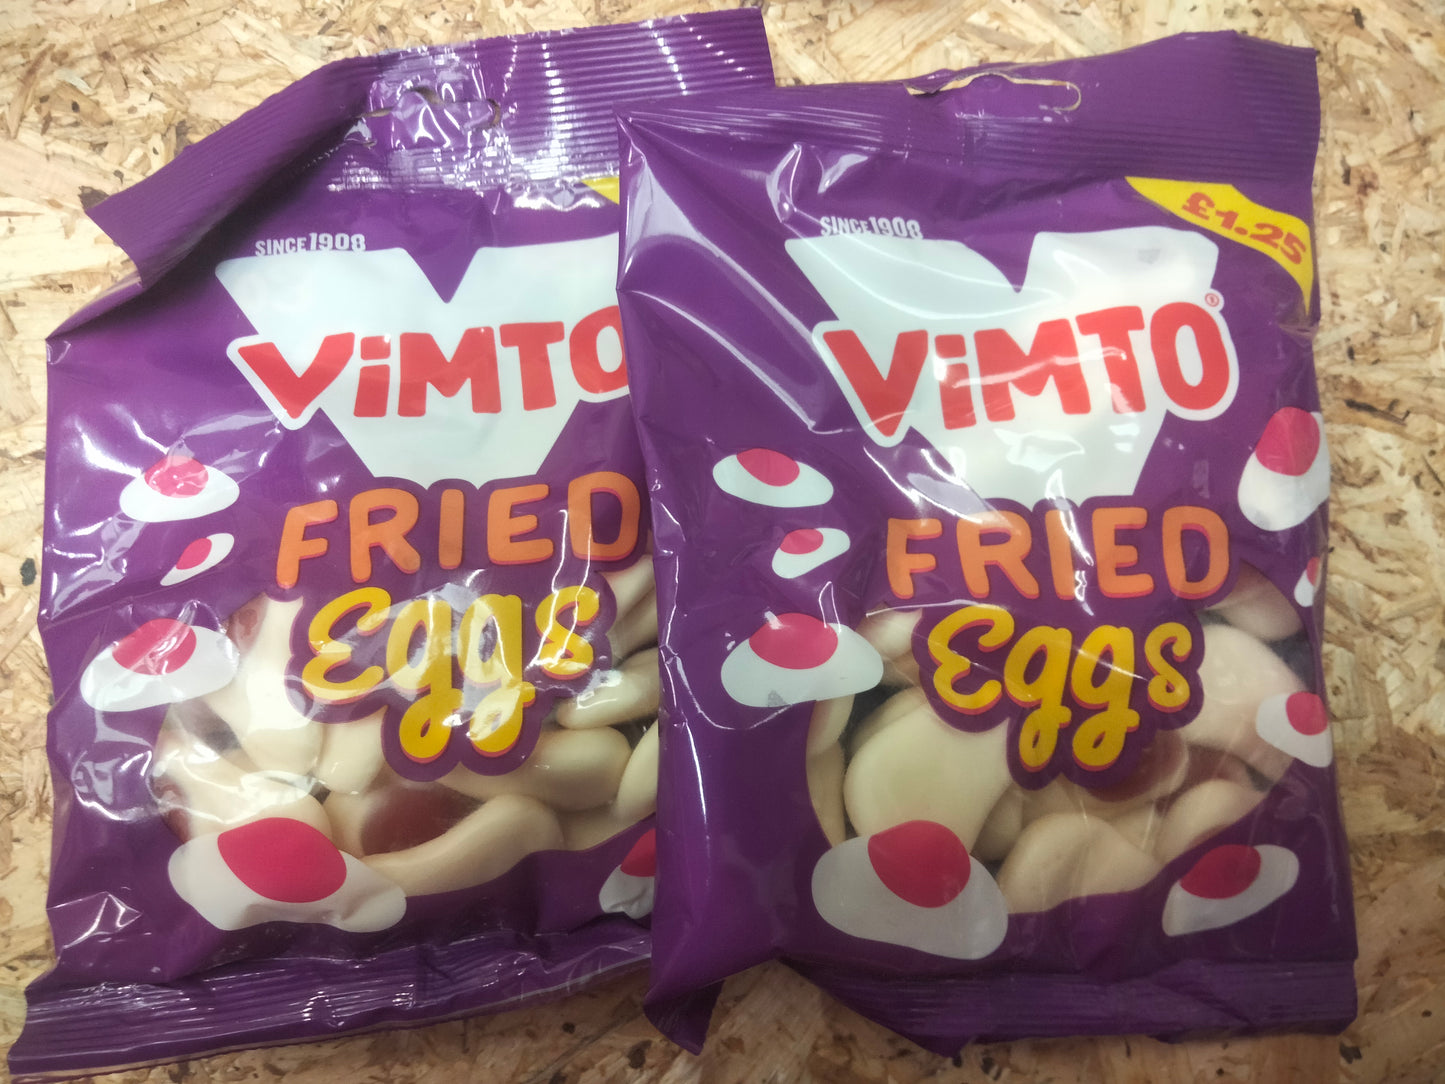 SINCE 1908
ViMTO
FRIED
Eggs
£1.25
SINCE 1908
ViMTO®
FRIED
Eggs